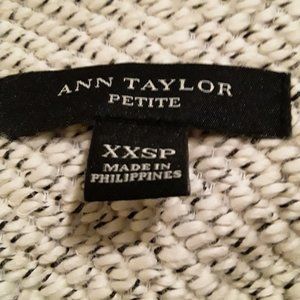 ANN TAYLOR
PETITE
XXSP
MADE IN
PHILIPPINES